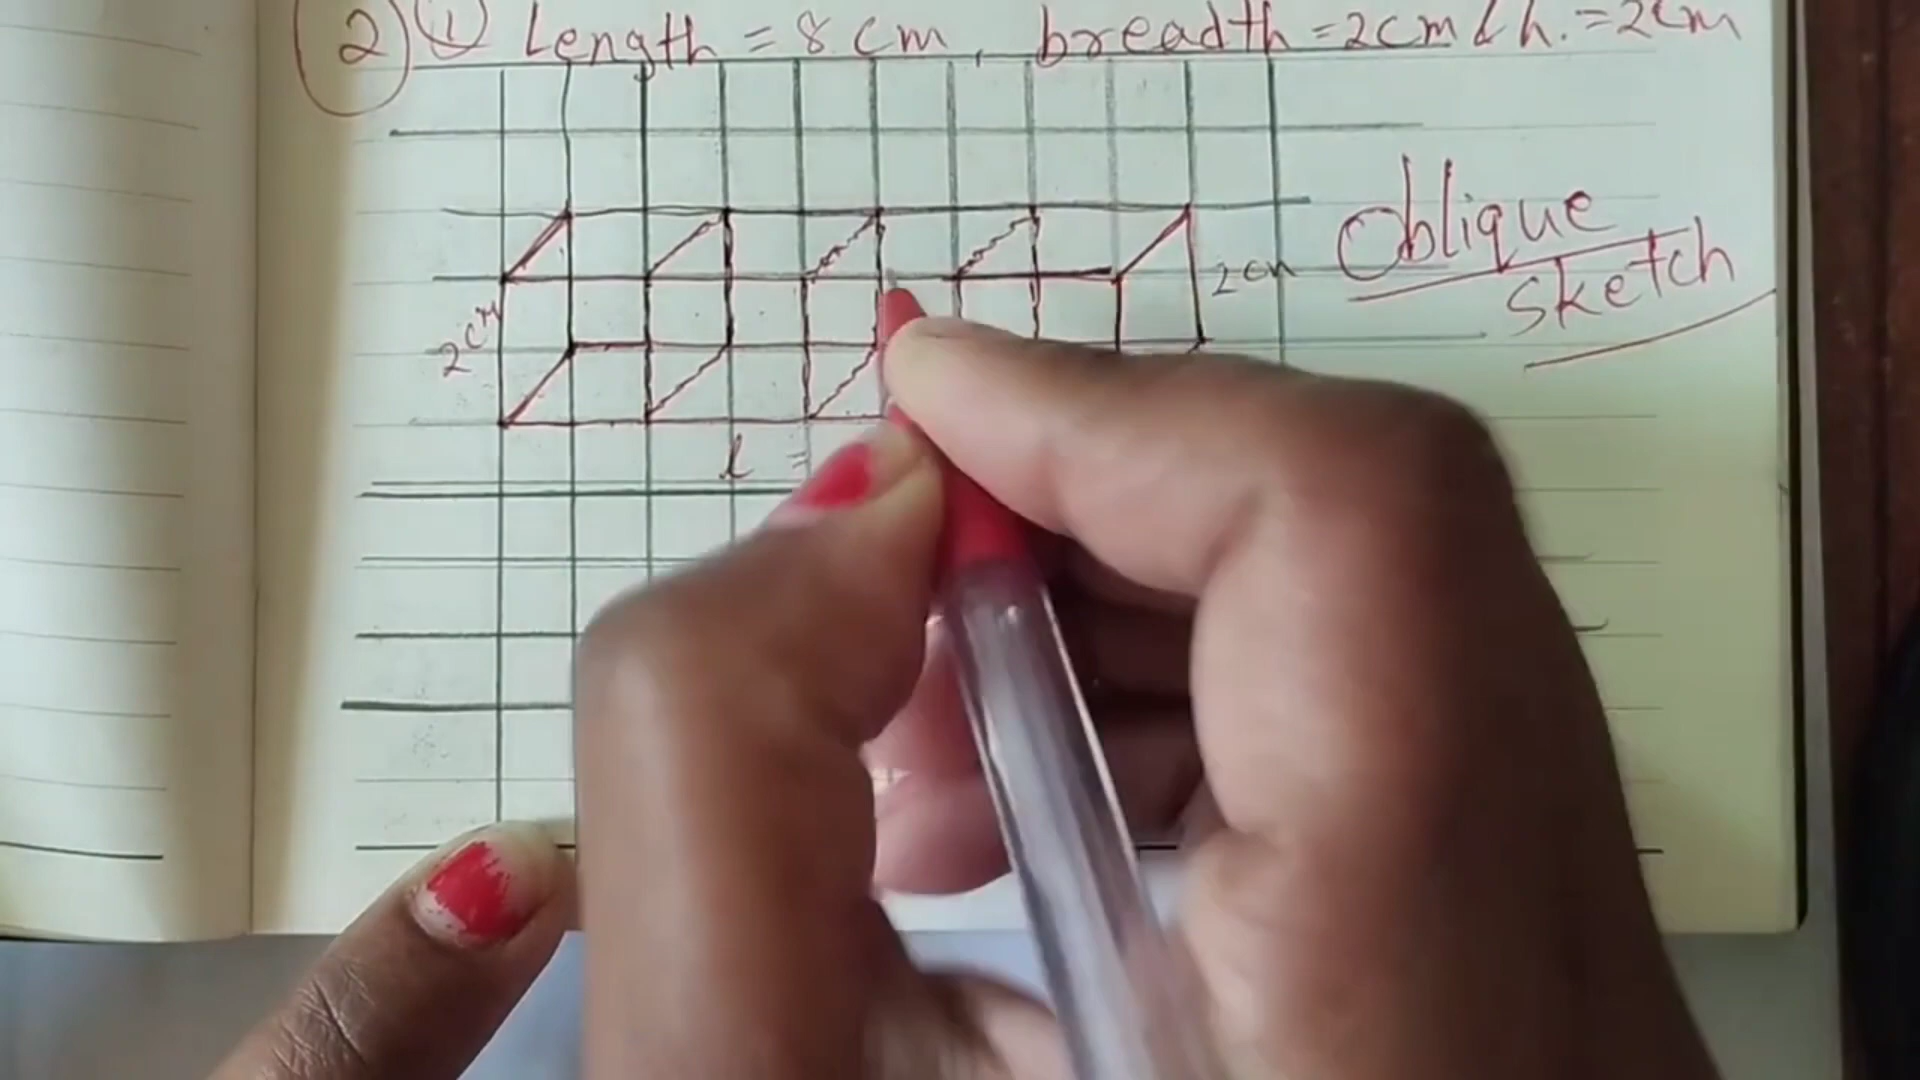 2) ① Length = 8 cm, breadth = 2cm & h. = 2cm
Oblique
sketch
2cm
2cm
l =